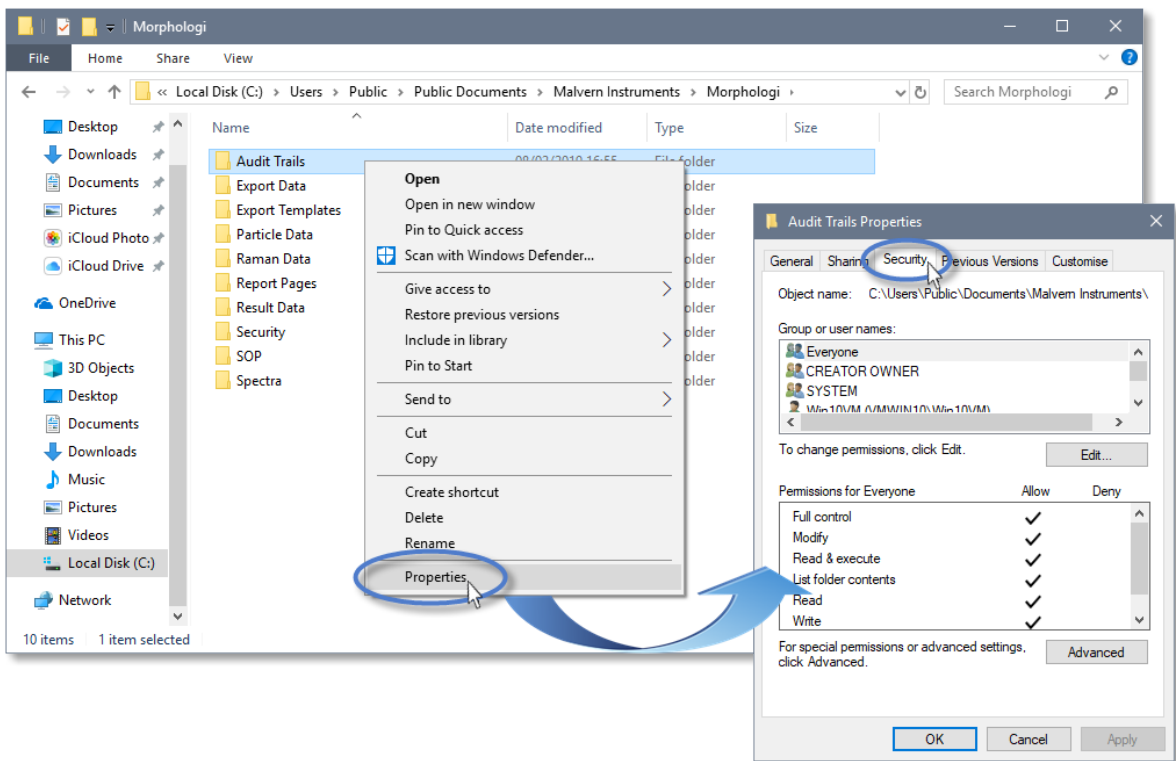 Morphologi
File Home Share View
« Local Disk (C:) > Users > Public > Public Documents > Malvern Instruments > Morphologi >
Search Morphologi
Desktop
Downloads
Documents
Pictures
iCloud Photo
iCloud Drive
OneDrive
This PC
3D Objects
Desktop
Documents
Downloads
Music
Pictures
Videos
Local Disk (C:)
Network
10 items 1 item selected
Name Date modified Type Size
Audit Trails 08/03/2019 16:55 File folder
Export Data
Export Templates
Particle Data
Raman Data
Report Pages
Result Data
Security
SOP
Spectra
Open
Open in new window
Pin to Quick access
Scan with Windows Defender...
Give access to
Restore previous versions
Include in library
Pin to Start
Send to
Cut
Copy
Create shortcut
Delete
Rename
Properties
Audit Trails Properties
General Sharing Security Previous Versions Customise
Object name: C:\Users\Public\Documents\Malvern Instruments\
Group or user names:
Everyone
CREATOR OWNER
SYSTEM
Win10VM (VMWIN10\Win10VM)
To change permissions, click Edit.
Edit...
Permissions for Everyone Allow Deny
Full control
Modify
Read & execute
List folder contents
Read
Write
For special permissions or advanced settings,
click Advanced.
Advanced
OK Cancel Apply